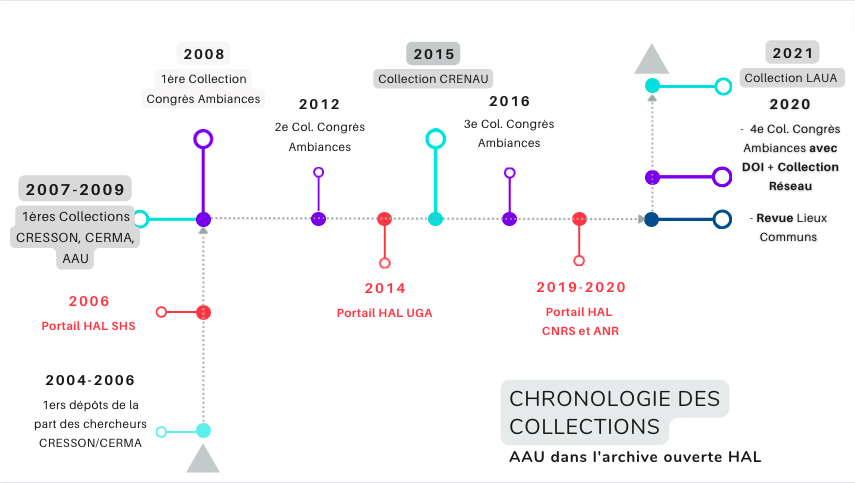 2008
1ère Collection
Congrès Ambiances
2012
2e Col. Congrès
Ambiances
2015
Collection CRENAU
2016
3e Col. Congrès
Ambiances
2021
Collection LAUA
2020
- 4e Col. Congrès
Ambiances avec
DOI + Collection
Réseau
- Revue Lieux
Communs
2007-2009
1ères Collections
CRESSON, CERMA,
AAU
2006
Portail HAL SHS
2014
Portail HAL UGA
2019-2020
Portail HAL
CNRS et ANR
2004-2006
1ers dépôts de la
part des chercheurs
CRESSON/CERMA
CHRONOLOGIE DES
COLLECTIONS
AAU dans l'archive ouverte HAL